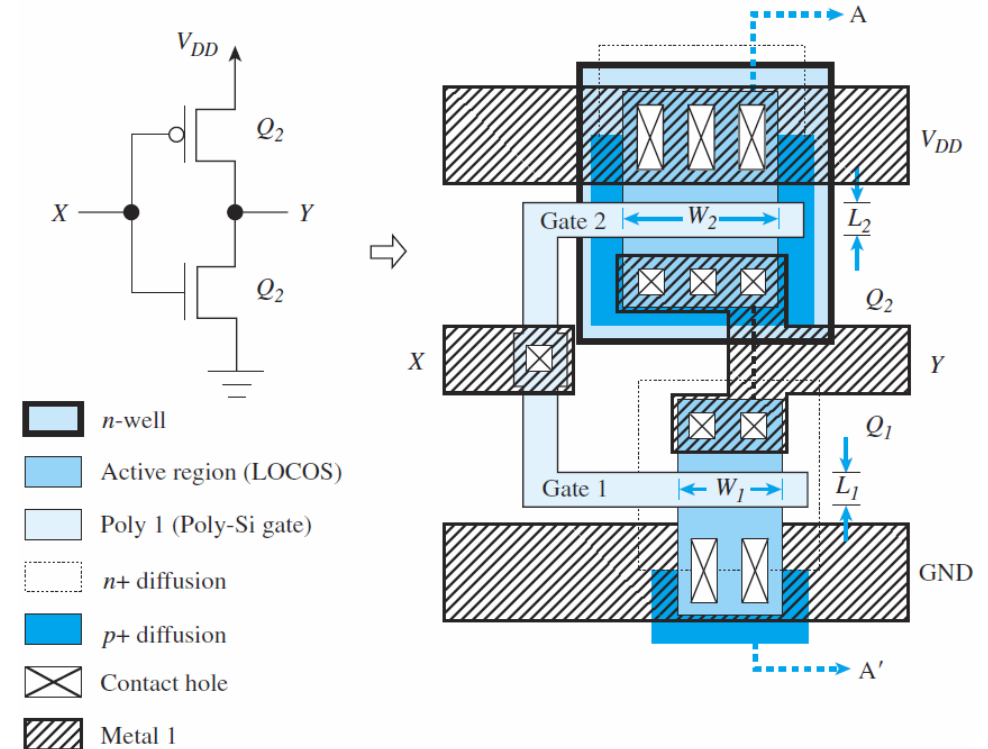 V_DD
Q_2
X
Y
Q_2
n-well
Active region (LOCOS)
Poly 1 (Poly-Si gate)
n+ diffusion
p+ diffusion
Contact hole
Metal 1
A
V_DD
Gate 2
W_2
L_2
Q_2
X
Y
Q_1
Gate 1
W_1
L_1
GND
A′